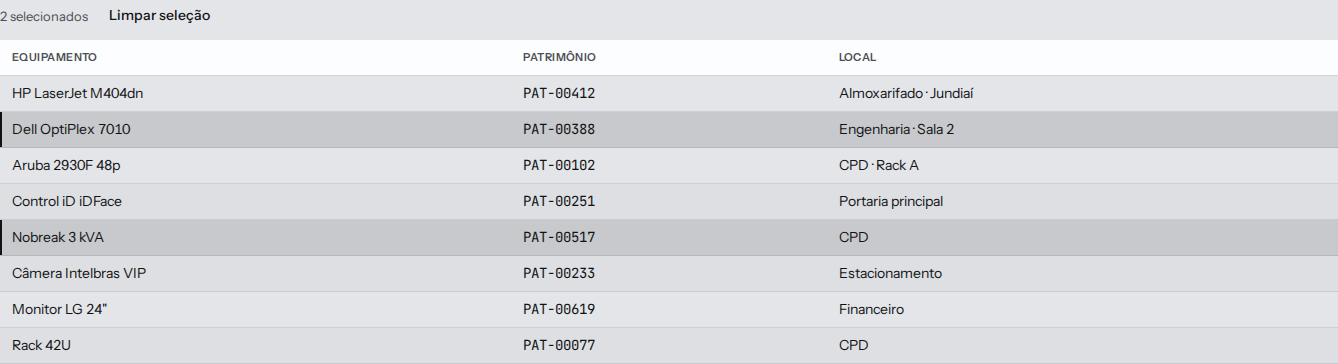 2 selecionados Limpar seleção
EQUIPAMENTO PATRIMÔNIO LOCAL
HP LaserJet M404dn PAT-00412 Almoxarifado · Jundiaí
Dell OptiPlex 7010 PAT-00388 Engenharia · Sala 2
Aruba 2930F 48p PAT-00102 CPD · Rack A
Control iD iDFace PAT-00251 Portaria principal
Nobreak 3 kVA PAT-00517 CPD
Câmera Intelbras VIP PAT-00233 Estacionamento
Monitor LG 24" PAT-00619 Financeiro
Rack 42U PAT-00077 CPD